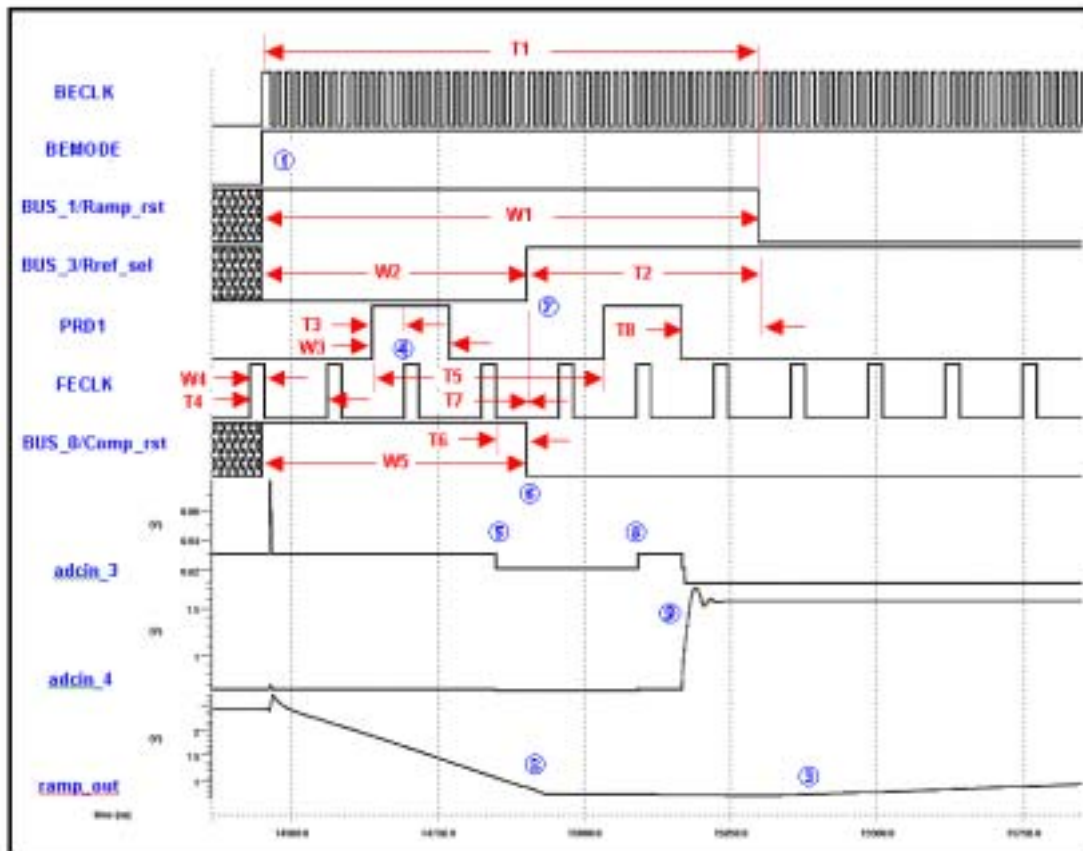 T1
BECLK
BEMODE
①
BUS_1/Ramp_rst
W1
BUS_3/Rref_sel
W2
T2
⑦
PRD1
T3
T8
W3
④
FECLK
W4
T5
T4
T7
BUS_8/Comp_rst
T6
W5
⑥
⑤
⑧
adcin_3
⑨
adcin_4
②
③
ramp_out